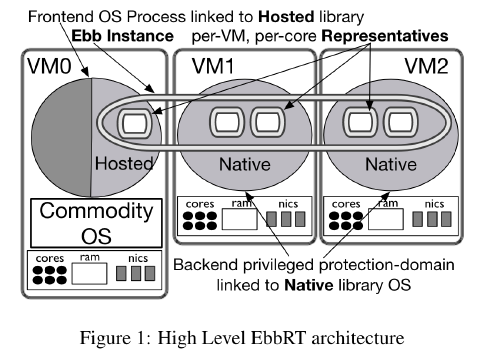 Frontend OS Process linked to Hosted library
Ebb Instance per-VM, per-core Representatives
VM0
VM1
VM2
Hosted
Native
Native
Commodity
OS
cores ram nics
cores ram nics
cores ram nics
Backend privileged protection-domain
linked to Native library OS
Figure 1: High Level EbbRT architecture